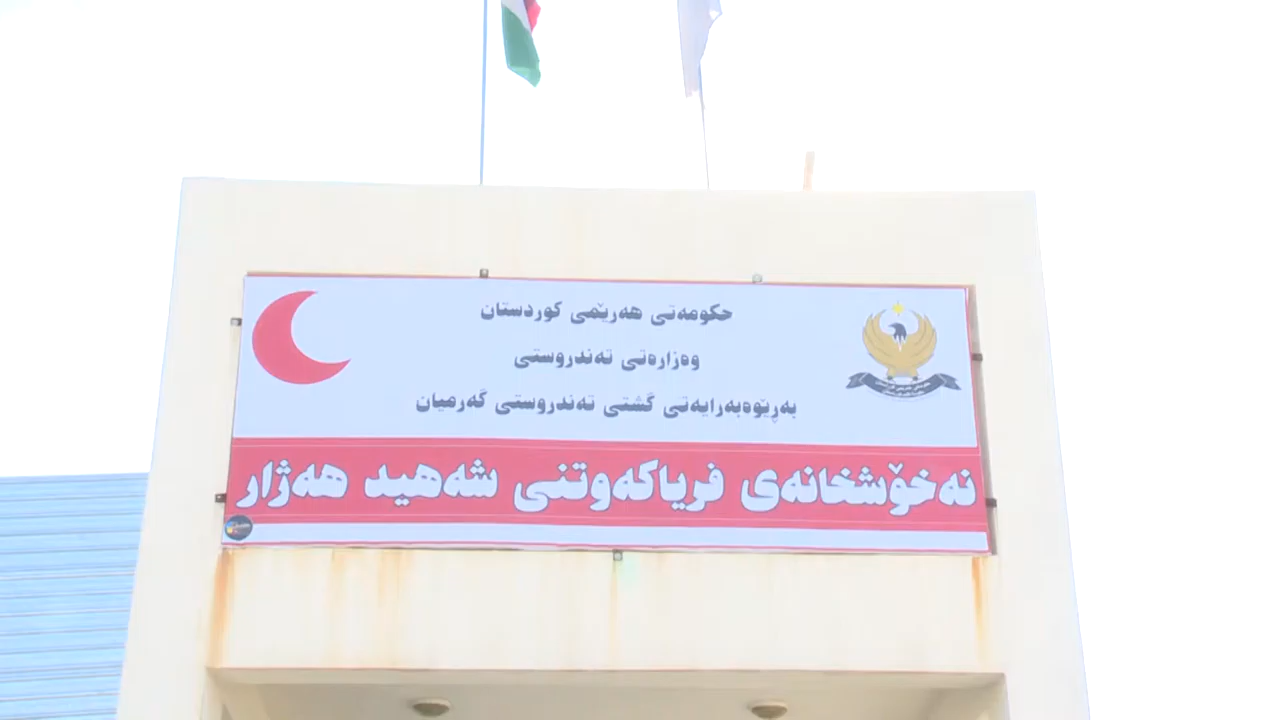 حکومەتی هەرێمی کوردستان
وەزارەتی تەندروستی
بەڕێوەبەرایەتی گشتی تەندروستی گەرمیان
نەخۆشخانەی فریاکەوتنی شەهید هەژار